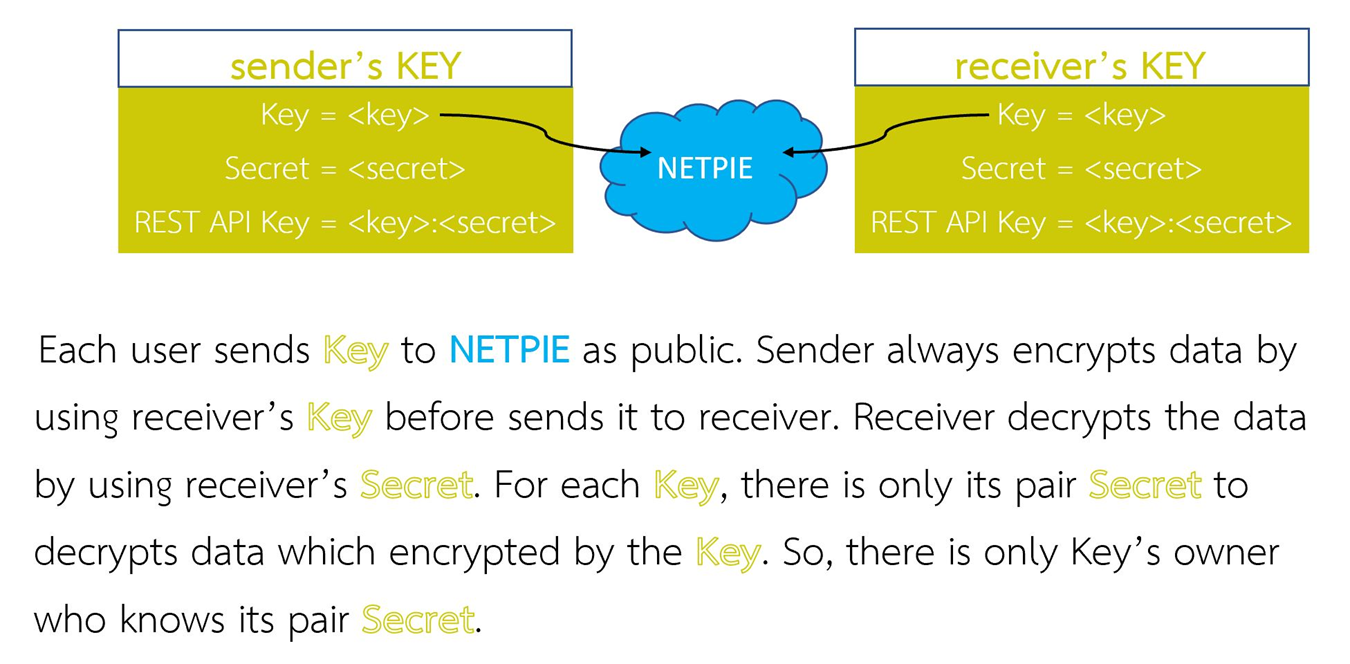 sender’s KEY
Key = <key>
Secret = <secret>
REST API Key = <key>:<secret>
NETPIE
receiver’s KEY
Key = <key>
Secret = <secret>
REST API Key = <key>:<secret>
Each user sends Key to NETPIE as public. Sender always encrypts data by
using receiver’s Key before sends it to receiver. Receiver decrypts the data
by using receiver’s Secret. For each Key, there is only its pair Secret to
decrypts data which encrypted by the Key. So, there is only Key’s owner
who knows its pair Secret.